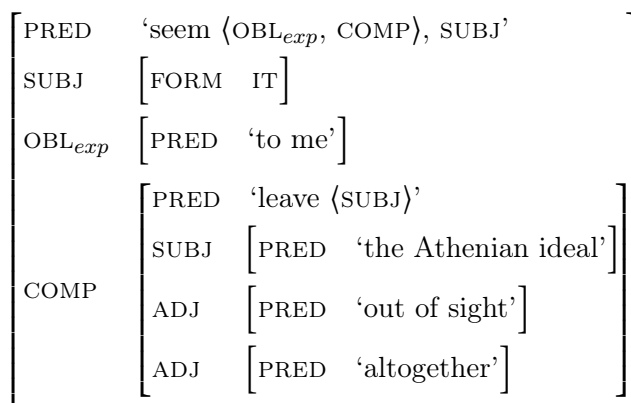 PRED ‘seem ⟨OBLexp, COMP⟩, SUBJ’
SUBJ [FORM IT]
OBLexp [PRED ‘to me’]
PRED ‘leave ⟨SUBJ⟩’
SUBJ [PRED ‘the Athenian ideal’]
COMP
ADJ [PRED ‘out of sight’]
ADJ [PRED ‘altogether’]